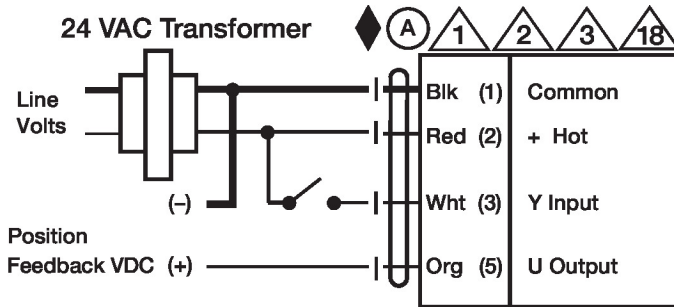 24 VAC Transformer A 1 2 3 18
Line
Volts
Blk (1) Common
Red (2) + Hot
(–) Wht (3) Y Input
Position
Feedback VDC (+) Org (5) U Output